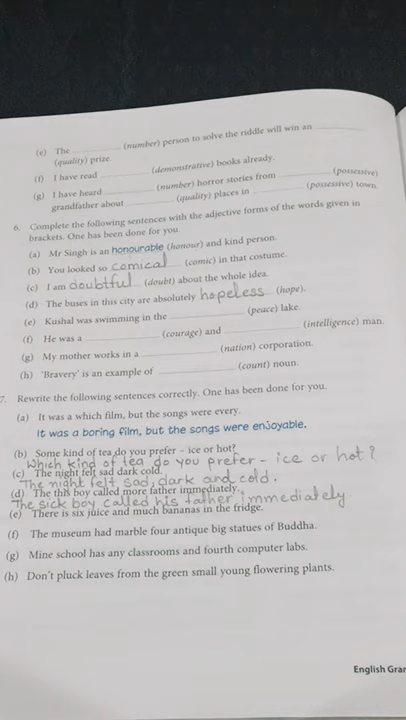 (e) The ............ (number) person to solve the riddle will win an ............
(quality) prize.
(f) I have read ............ (demonstrative) books already.
(g) I have heard ............ (number) horror stories from ............ (possessive)
grandfather about ............ (quality) places in ............ (possessive) town.
6. Complete the following sentences with the adjective forms of the words given in
brackets. One has been done for you.
(a) Mr Singh is an honourable (honour) and kind person.
(b) You looked so comical (comic) in that costume.
(c) I am doubtful (doubt) about the whole idea.
(d) The buses in this city are absolutely hopeless (hope).
(e) Kushal was swimming in the ............ (peace) lake.
(f) He was a ............ (courage) and ............ (intelligence) man.
(g) My mother works in a ............ (nation) corporation.
(h) 'Bravery' is an example of ............ (count) noun.
7. Rewrite the following sentences correctly. One has been done for you.
(a) It was a which film, but the songs were every.
It was a boring film, but the songs were enjoyable.
(b) Some kind of tea do you prefer – ice or hot?
Which kind of tea do you prefer - ice or hot?
(c) The night felt sad dark cold.
The night felt sad, dark and cold.
(d) The this boy called more father immediately.
The sick boy called his father immediately
(e) There is six juice and much bananas in the fridge.
(f) The museum had marble four antique big statues of Buddha.
(g) Mine school has any classrooms and fourth computer labs.
(h) Don't pluck leaves from the green small young flowering plants.
English Gra